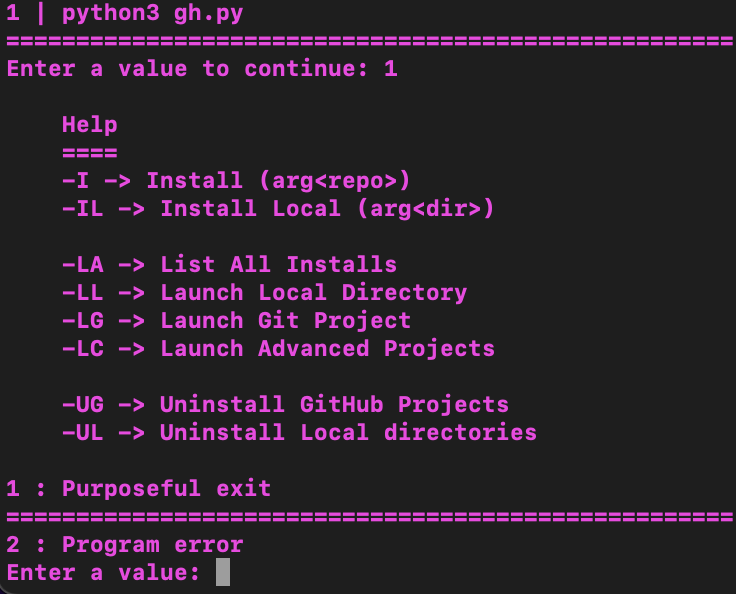 1 | python3 gh.py
====================================================
Enter a value to continue: 1
Help
====
-I -> Install (arg<repo>)
-IL -> Install Local (arg<dir>)
-LA -> List All Installs
-LL -> Launch Local Directory
-LG -> Launch Git Project
-LC -> Launch Advanced Projects
-UG -> Uninstall GitHub Projects
-UL -> Uninstall Local directories
1 : Purposeful exit
====================================================
2 : Program error
Enter a value: